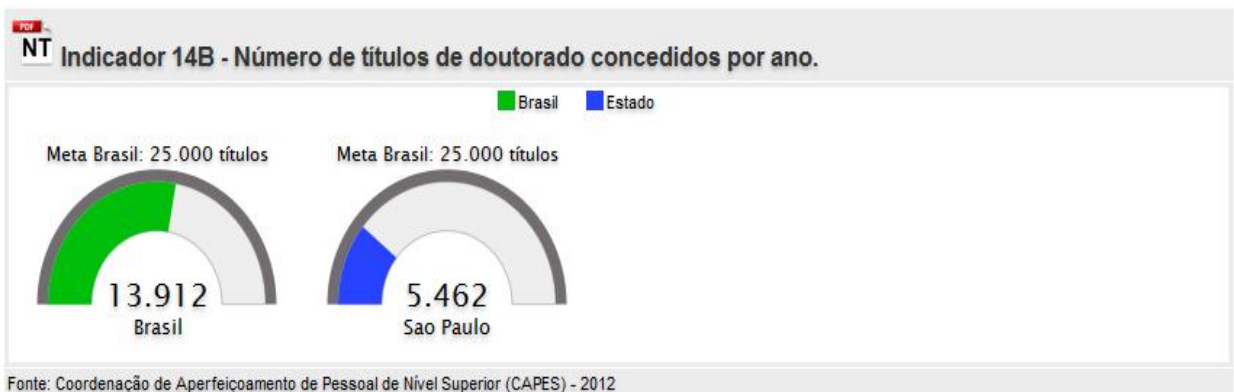 PDF
NT Indicador 14B - Número de títulos de doutorado concedidos por ano.
Brasil Estado
Meta Brasil: 25.000 títulos Meta Brasil: 25.000 títulos
13.912 5.462
Brasil Sao Paulo
Fonte: Coordenação de Aperfeiçoamento de Pessoal de Nível Superior (CAPES) - 2012